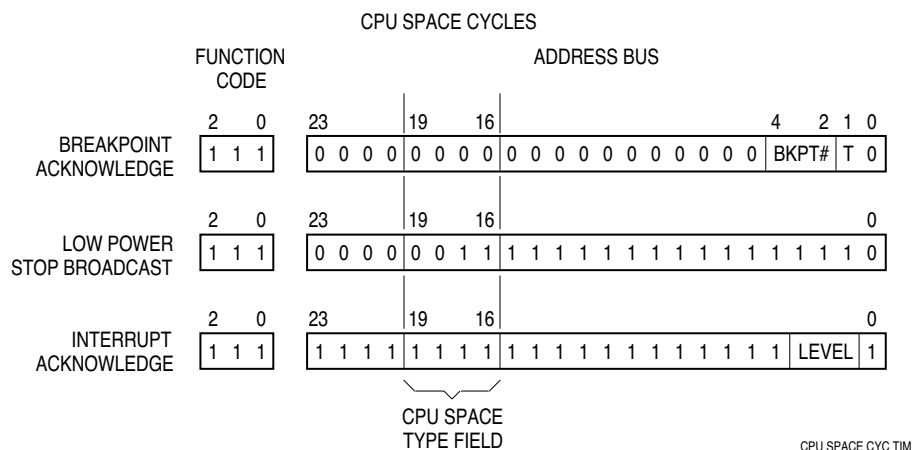 CPU SPACE CYCLES
FUNCTION
CODE
ADDRESS BUS
2 0 23 19 16 4 2 1 0
BREAKPOINT
ACKNOWLEDGE
1 1 1 0 0 0 0 0 0 0 0 0 0 0 0 0 0 0 0 0 0 0 BKPT# T 0
2 0 23 19 16 0
LOW POWER
STOP BROADCAST
1 1 1 0 0 0 0 0 0 1 1 1 1 1 1 1 1 1 1 1 1 1 1 1 1 1 0
2 0 23 19 16 0
INTERRUPT
ACKNOWLEDGE
1 1 1 1 1 1 1 1 1 1 1 1 1 1 1 1 1 1 1 1 1 1 1 LEVEL 1
CPU SPACE
TYPE FIELD
CPU SPACE CYC TIM